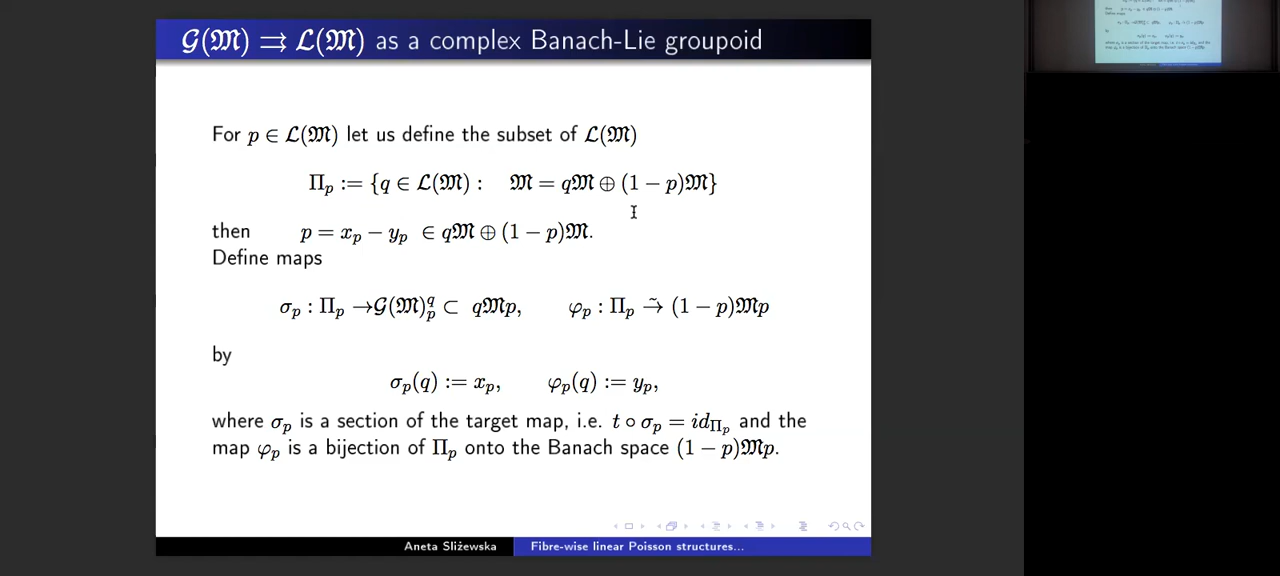 𝒢(𝔐) ⇉ ℒ(𝔐) as a complex Banach-Lie groupoid
For p ∈ ℒ(𝔐) let us define the subset of ℒ(𝔐)
Π_p := {q ∈ ℒ(𝔐) : 𝔐 = q𝔐 ⊕ (1 − p)𝔐}
then p = x_p − y_p ∈ q𝔐 ⊕ (1 − p)𝔐.
Define maps
σ_p : Π_p → 𝒢(𝔐)_p^q ⊂ q𝔐p, φ_p : Π_p →̃ (1 − p)𝔐p
by
σ_p(q) := x_p, φ_p(q) := y_p,
where σ_p is a section of the target map, i.e. t ∘ σ_p = id_{Π_p} and the
map φ_p is a bijection of Π_p onto the Banach space (1 − p)𝔐p.
Aneta Sliżewska Fibre-wise linear Poisson structures...